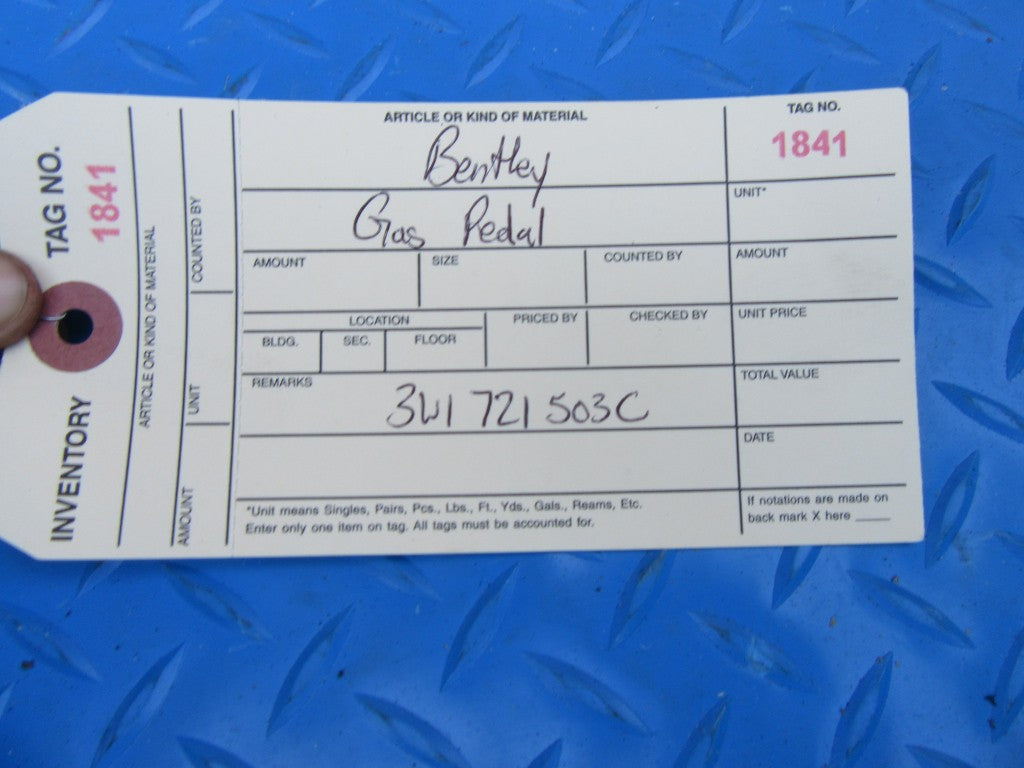 TAG NO.
1841
INVENTORY
ARTICLE OR KIND OF MATERIAL
COUNTED BY
UNIT
AMOUNT
ARTICLE OR KIND OF MATERIAL
Bentley
Gas Pedal
TAG NO.
1841
UNIT*
AMOUNT
SIZE
COUNTED BY
AMOUNT
LOCATION
BLDG.
SEC.
FLOOR
PRICED BY
CHECKED BY
UNIT PRICE
REMARKS
3W1 721 503C
TOTAL VALUE
DATE
*Unit means Singles, Pairs, Pcs., Lbs., Ft., Yds., Gals., Reams, Etc.
Enter only one item on tag. All tags must be accounted for.
If notations are made on
back mark X here _____